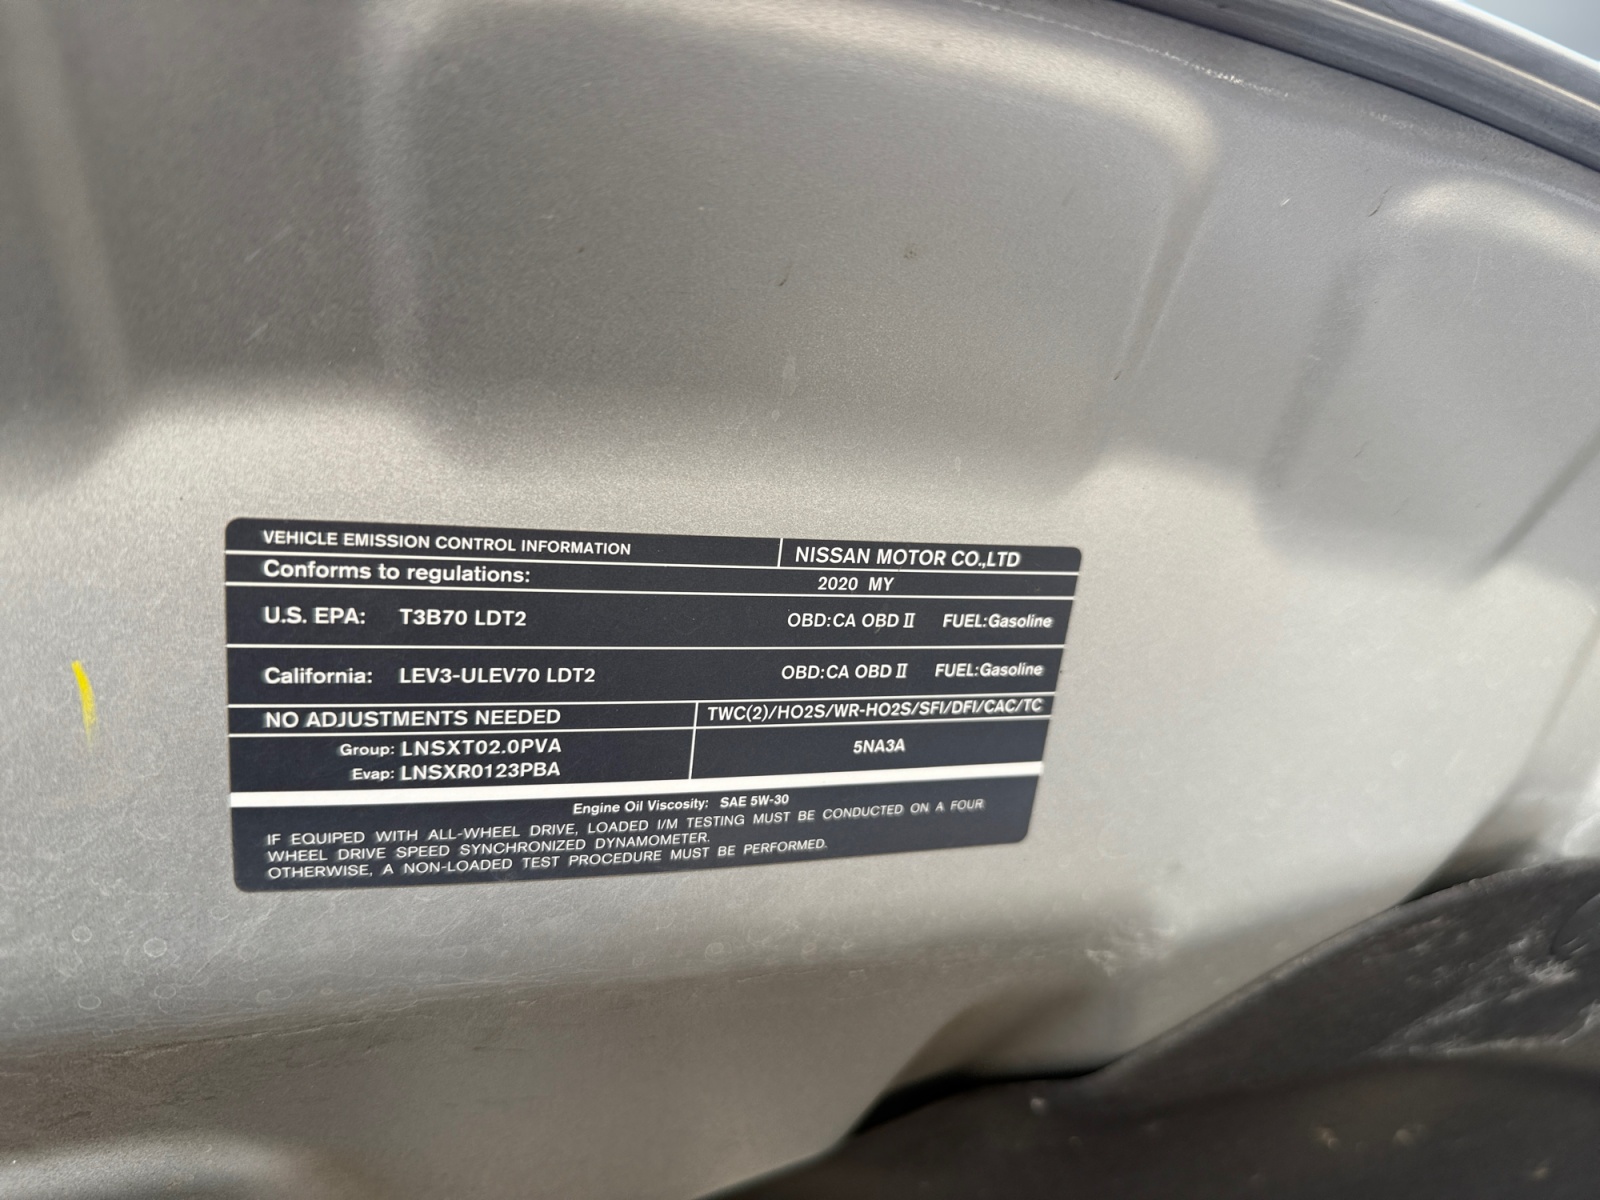 VEHICLE EMISSION CONTROL INFORMATION NISSAN MOTOR CO.,LTD
Conforms to regulations: 2020 MY
U.S. EPA: T3B70 LDT2 OBD:CA OBD II FUEL:Gasoline
California: LEV3-ULEV70 LDT2 OBD:CA OBD II FUEL:Gasoline
NO ADJUSTMENTS NEEDED TWC(2)/HO2S/WR-HO2S/SFI/DFI/CAC/TC
Group: LNSXT02.0PVA 5NA3A
Evap: LNSXR0123PBA
Engine Oil Viscosity: SAE 5W-30
IF EQUIPED WITH ALL-WHEEL DRIVE, LOADED I/M TESTING MUST BE CONDUCTED ON A FOUR
WHEEL DRIVE SPEED SYNCHRONIZED DYNAMOMETER.
OTHERWISE, A NON-LOADED TEST PROCEDURE MUST BE PERFORMED.